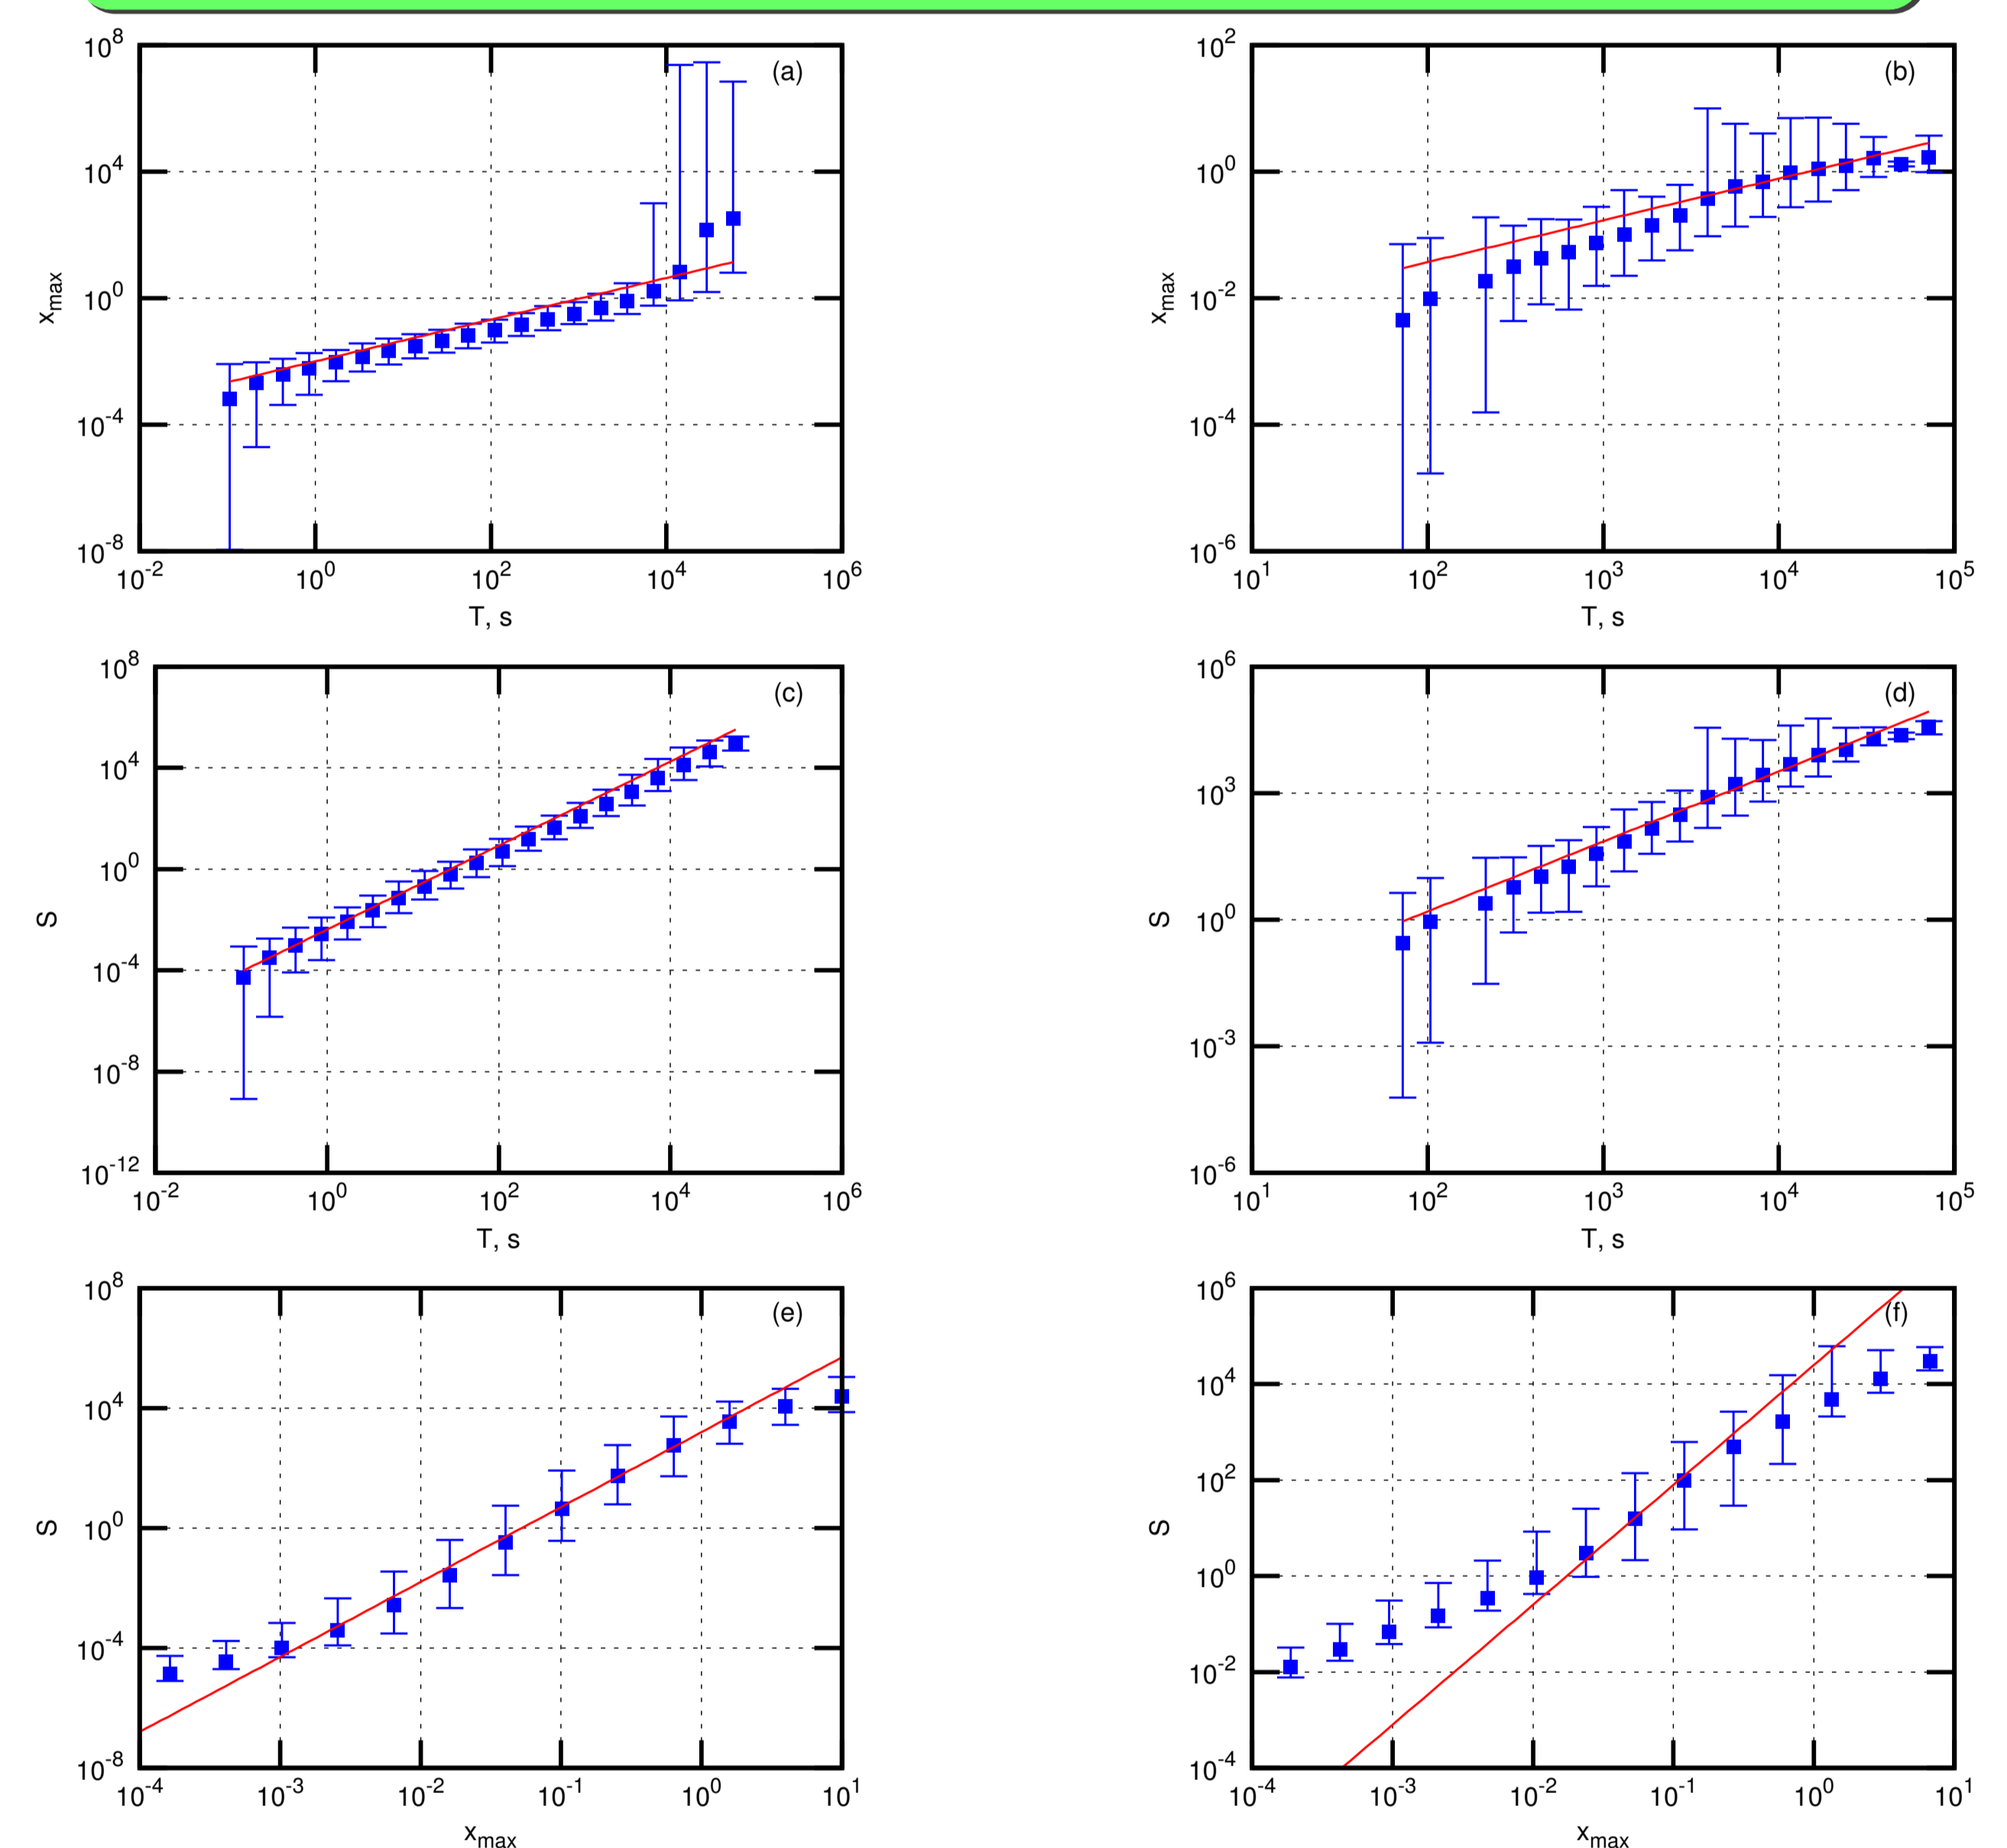 10^8 (a) 10^2 (b)
10^4 10^0
x_max 10^0 x_max 10^-2
10^-4 10^-4
10^-8 10^-6
10^-2 10^0 10^2 10^4 10^6 10^1 10^2 10^3 10^4 10^5
T, s T, s
10^8 (c) 10^6 (d)
10^4 10^3
S 10^0 S 10^0
10^-4
10^-8 10^-3
10^-12 10^-6
10^-2 10^0 10^2 10^4 10^6 10^1 10^2 10^3 10^4 10^5
T, s T, s
10^8 (e) 10^6 (f)
10^4 10^4
10^2
S 10^0 S 10^0
10^-4 10^-2
10^-8 10^-4
10^-4 10^-3 10^-2 10^-1 10^0 10^1 10^-4 10^-3 10^-2 10^-1 10^0 10^1
x_max x_max